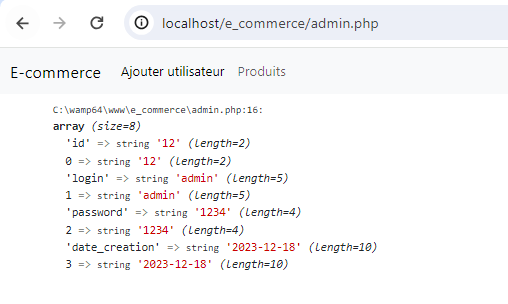 localhost/e_commerce/admin.php
E-commerce Ajouter utilisateur Produits
C:\wamp64\www\e_commerce\admin.php:16:
array (size=8)
'id' => string '12' (length=2)
0 => string '12' (length=2)
'login' => string 'admin' (length=5)
1 => string 'admin' (length=5)
'password' => string '1234' (length=4)
2 => string '1234' (length=4)
'date_creation' => string '2023-12-18' (length=10)
3 => string '2023-12-18' (length=10)